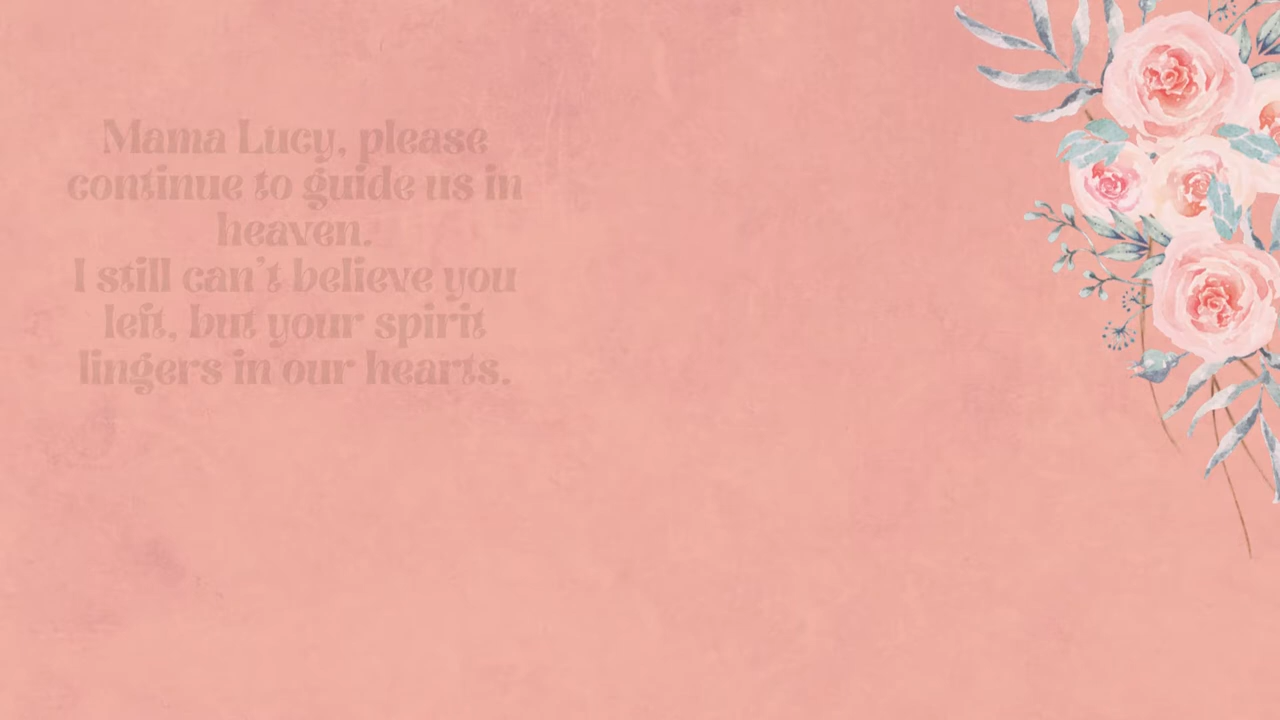 Mama Lucy, please
continue to guide us in
heaven.
I still can't believe you
left, but your spirit
lingers in our hearts.